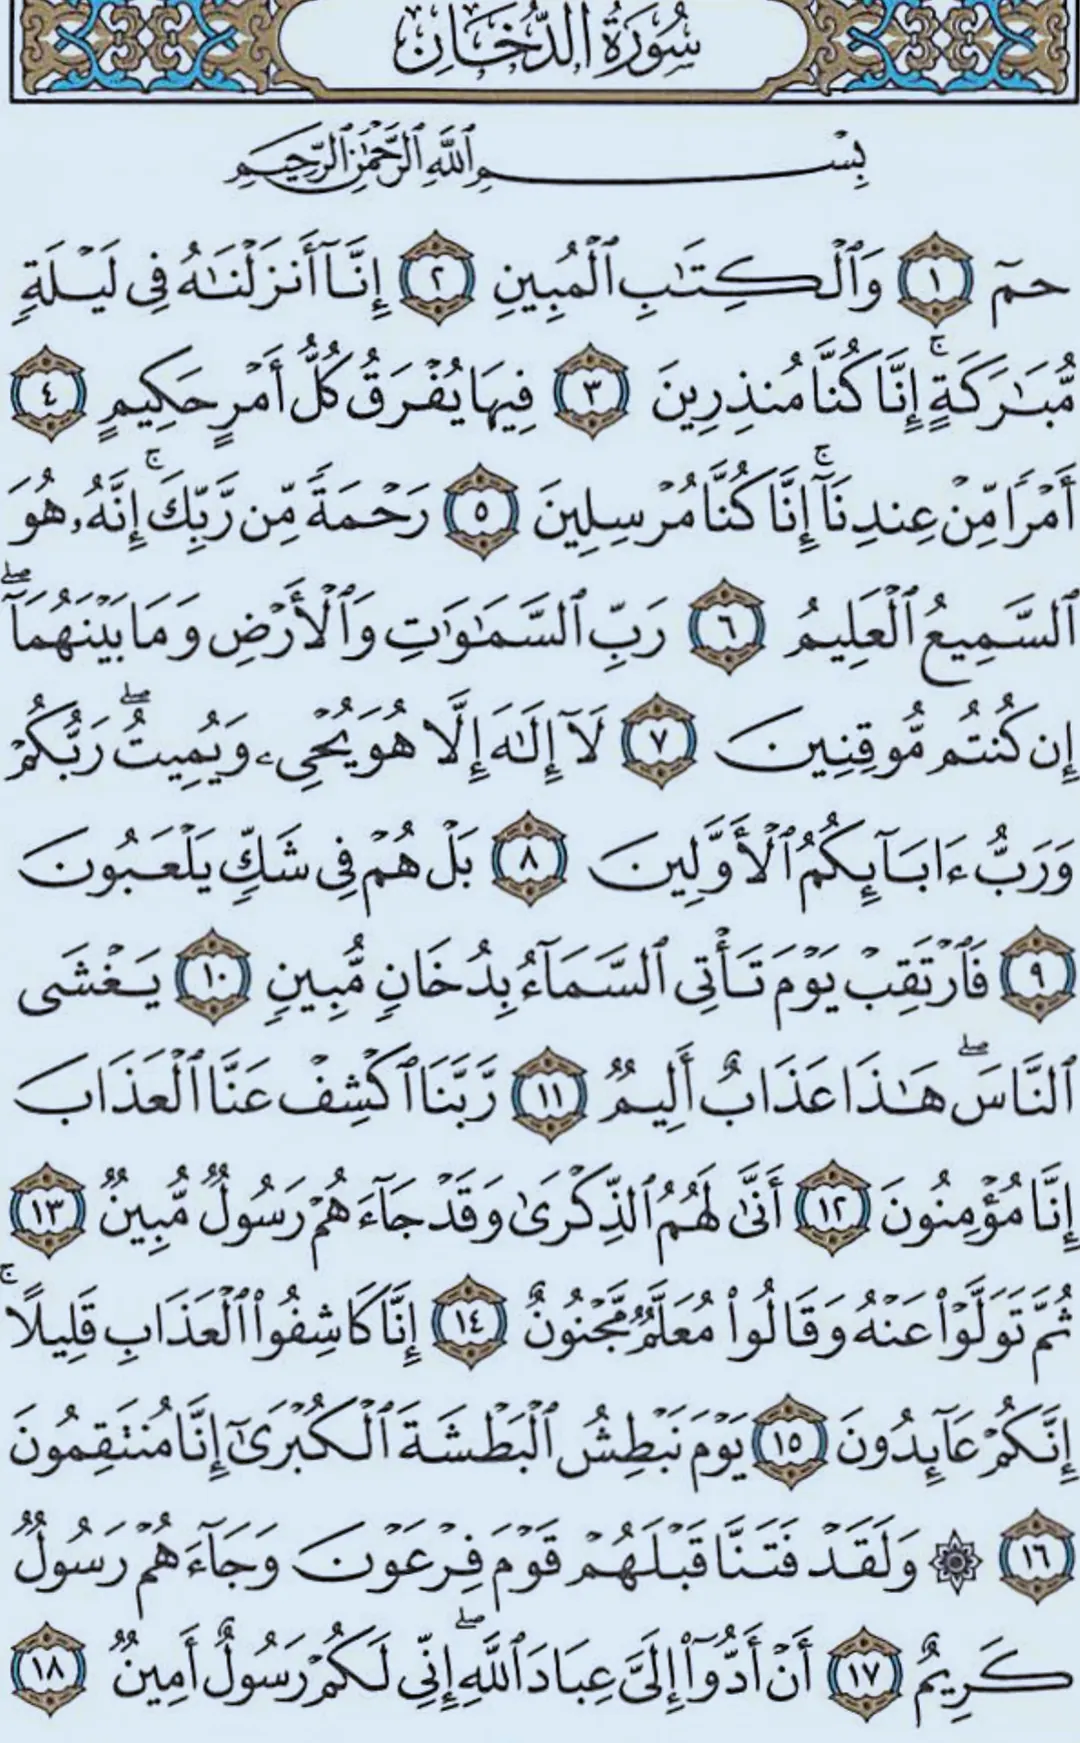 سُورَةُ الدُّخَانِ
بِسْمِ ٱللَّهِ ٱلرَّحْمَٰنِ ٱلرَّحِيمِ
حمٓ ١ وَٱلْكِتَٰبِ ٱلْمُبِينِ ٢ إِنَّآ أَنزَلْنَٰهُ فِى لَيْلَةٍ
مُّبَٰرَكَةٍ ۚ إِنَّا كُنَّا مُنذِرِينَ ٣ فِيهَا يُفْرَقُ كُلُّ أَمْرٍ حَكِيمٍ ٤
أَمْرًا مِّنْ عِندِنَآ ۚ إِنَّا كُنَّا مُرْسِلِينَ ٥ رَحْمَةً مِّن رَّبِّكَ ۚ إِنَّهُۥ هُوَ
ٱلسَّمِيعُ ٱلْعَلِيمُ ٦ رَبِّ ٱلسَّمَٰوَٰتِ وَٱلْأَرْضِ وَمَا بَيْنَهُمَآ ۖ
إِن كُنتُم مُّوقِنِينَ ٧ لَآ إِلَٰهَ إِلَّا هُوَ يُحْىِۦ وَيُمِيتُ ۖ رَبُّكُمْ
وَرَبُّ ءَابَآئِكُمُ ٱلْأَوَّلِينَ ٨ بَلْ هُمْ فِى شَكٍّ يَلْعَبُونَ
٩ فَٱرْتَقِبْ يَوْمَ تَأْتِى ٱلسَّمَآءُ بِدُخَانٍ مُّبِينٍ ١٠ يَغْشَى
ٱلنَّاسَ ۖ هَٰذَا عَذَابٌ أَلِيمٌ ١١ رَّبَّنَا ٱكْشِفْ عَنَّا ٱلْعَذَابَ
إِنَّا مُؤْمِنُونَ ١٢ أَنَّىٰ لَهُمُ ٱلذِّكْرَىٰ وَقَدْ جَآءَهُمْ رَسُولٌ مُّبِينٌ ١٣
ثُمَّ تَوَلَّوْا۟ عَنْهُ وَقَالُوا۟ مُعَلَّمٌ مَّجْنُونٌ ١٤ إِنَّا كَاشِفُوا۟ ٱلْعَذَابِ قَلِيلًا ۚ
إِنَّكُمْ عَآئِدُونَ ١٥ يَوْمَ نَبْطِشُ ٱلْبَطْشَةَ ٱلْكُبْرَىٰٓ إِنَّا مُنتَقِمُونَ
١٦ ۞ وَلَقَدْ فَتَنَّا قَبْلَهُمْ قَوْمَ فِرْعَوْنَ وَجَآءَهُمْ رَسُولٌ
كَرِيمٌ ١٧ أَنْ أَدُّوٓا۟ إِلَىَّ عِبَادَ ٱللَّهِ ۖ إِنِّى لَكُمْ رَسُولٌ أَمِينٌ ١٨